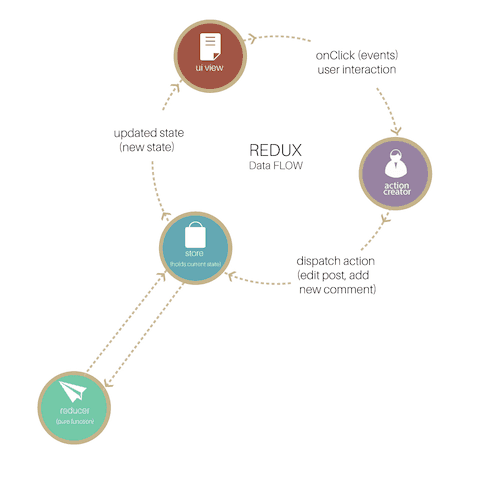 ui view
onClick (events)
user interaction
updated state
(new state)
REDUX
Data FLOW
action
creator
store
(holds current state)
dispatch action
(edit post, add
new comment)
reducer
(pure function)